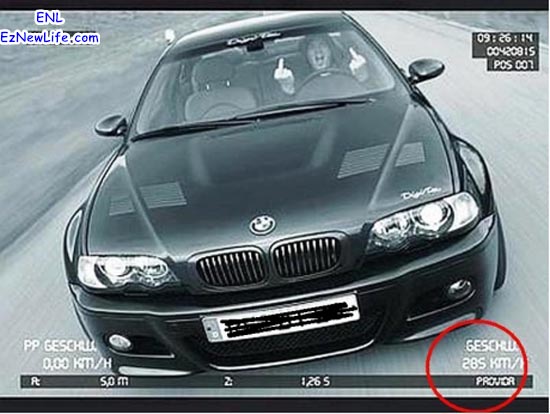 ENL
EzNewLife.com
DigiTec
09:26:14
00420815
POS 007
DigiTec
PP GESCHW.
0,00 KM/H
GESCHW.
285 KM/H
A: 5,0 m Z: 1,26 S PROVIDA